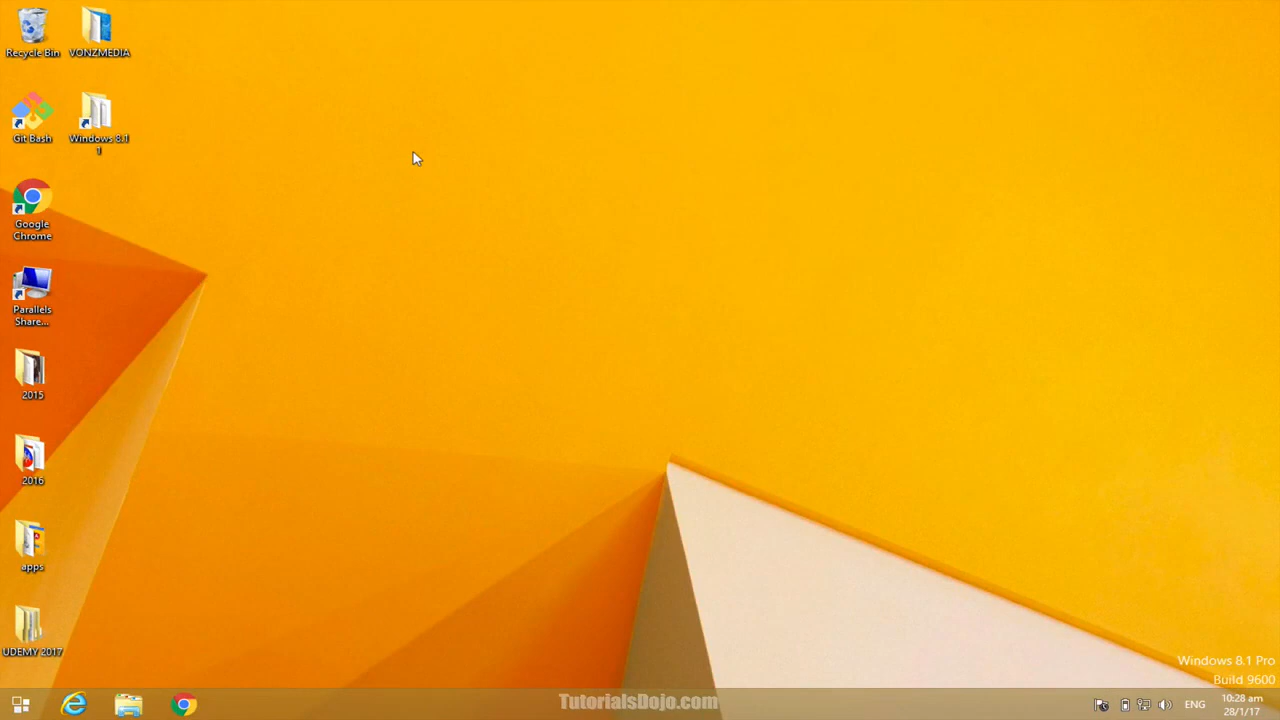 Recycle Bin
VONZMEDIA
Git Bash
Windows 8.1
1
Google
Chrome
Parallels
Share...
2015
2016
apps
UDEMY 2017
Windows 8.1 Pro
Build 9600
TutorialsDojo.com
ENG
10:28 am
28/1/17